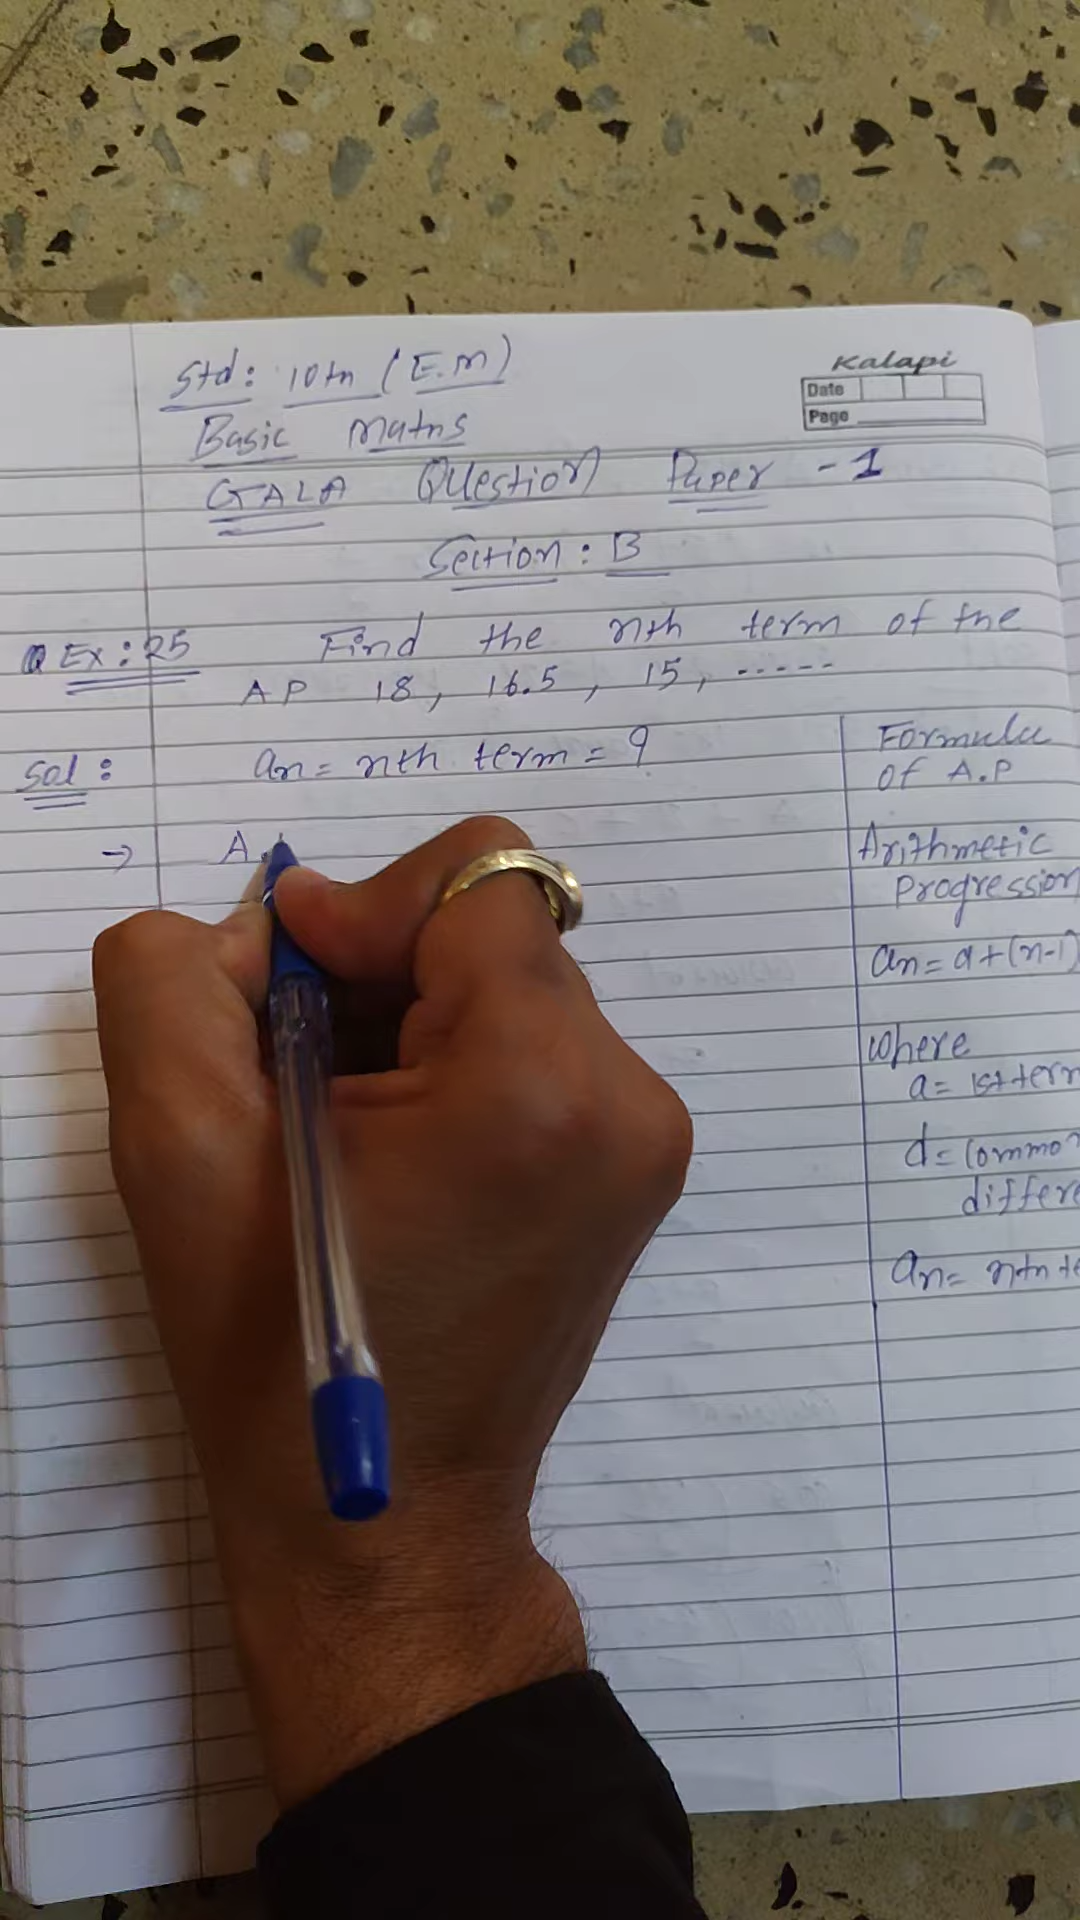 Kalapi
Date
Page
Std: 10th (E.M)
Basic Maths
GALA Question Paper - 1
Section : B
Q Ex : 25 Find the nth term of the
AP 18, 16.5, 15, -----
Sol : an = nth term = ?
→ A.
Formula
of A.P
Arithmetic
Progression
an = a + (n-1)
where
a = 1st term
d = common
differe
an = nth te